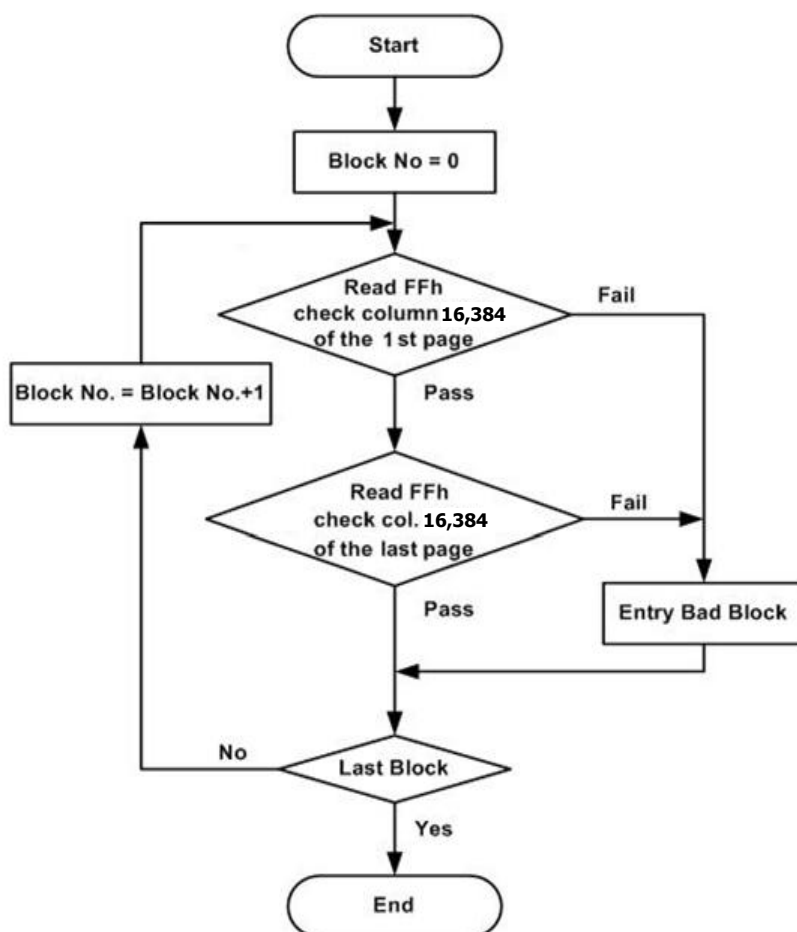 Start
Block No = 0
Read FFh
check column 16,384
of the 1 st page
Fail
Pass
Block No. = Block No.+1
Read FFh
check col. 16,384
of the last page
Fail
Pass
Entry Bad Block
No
Last Block
Yes
End